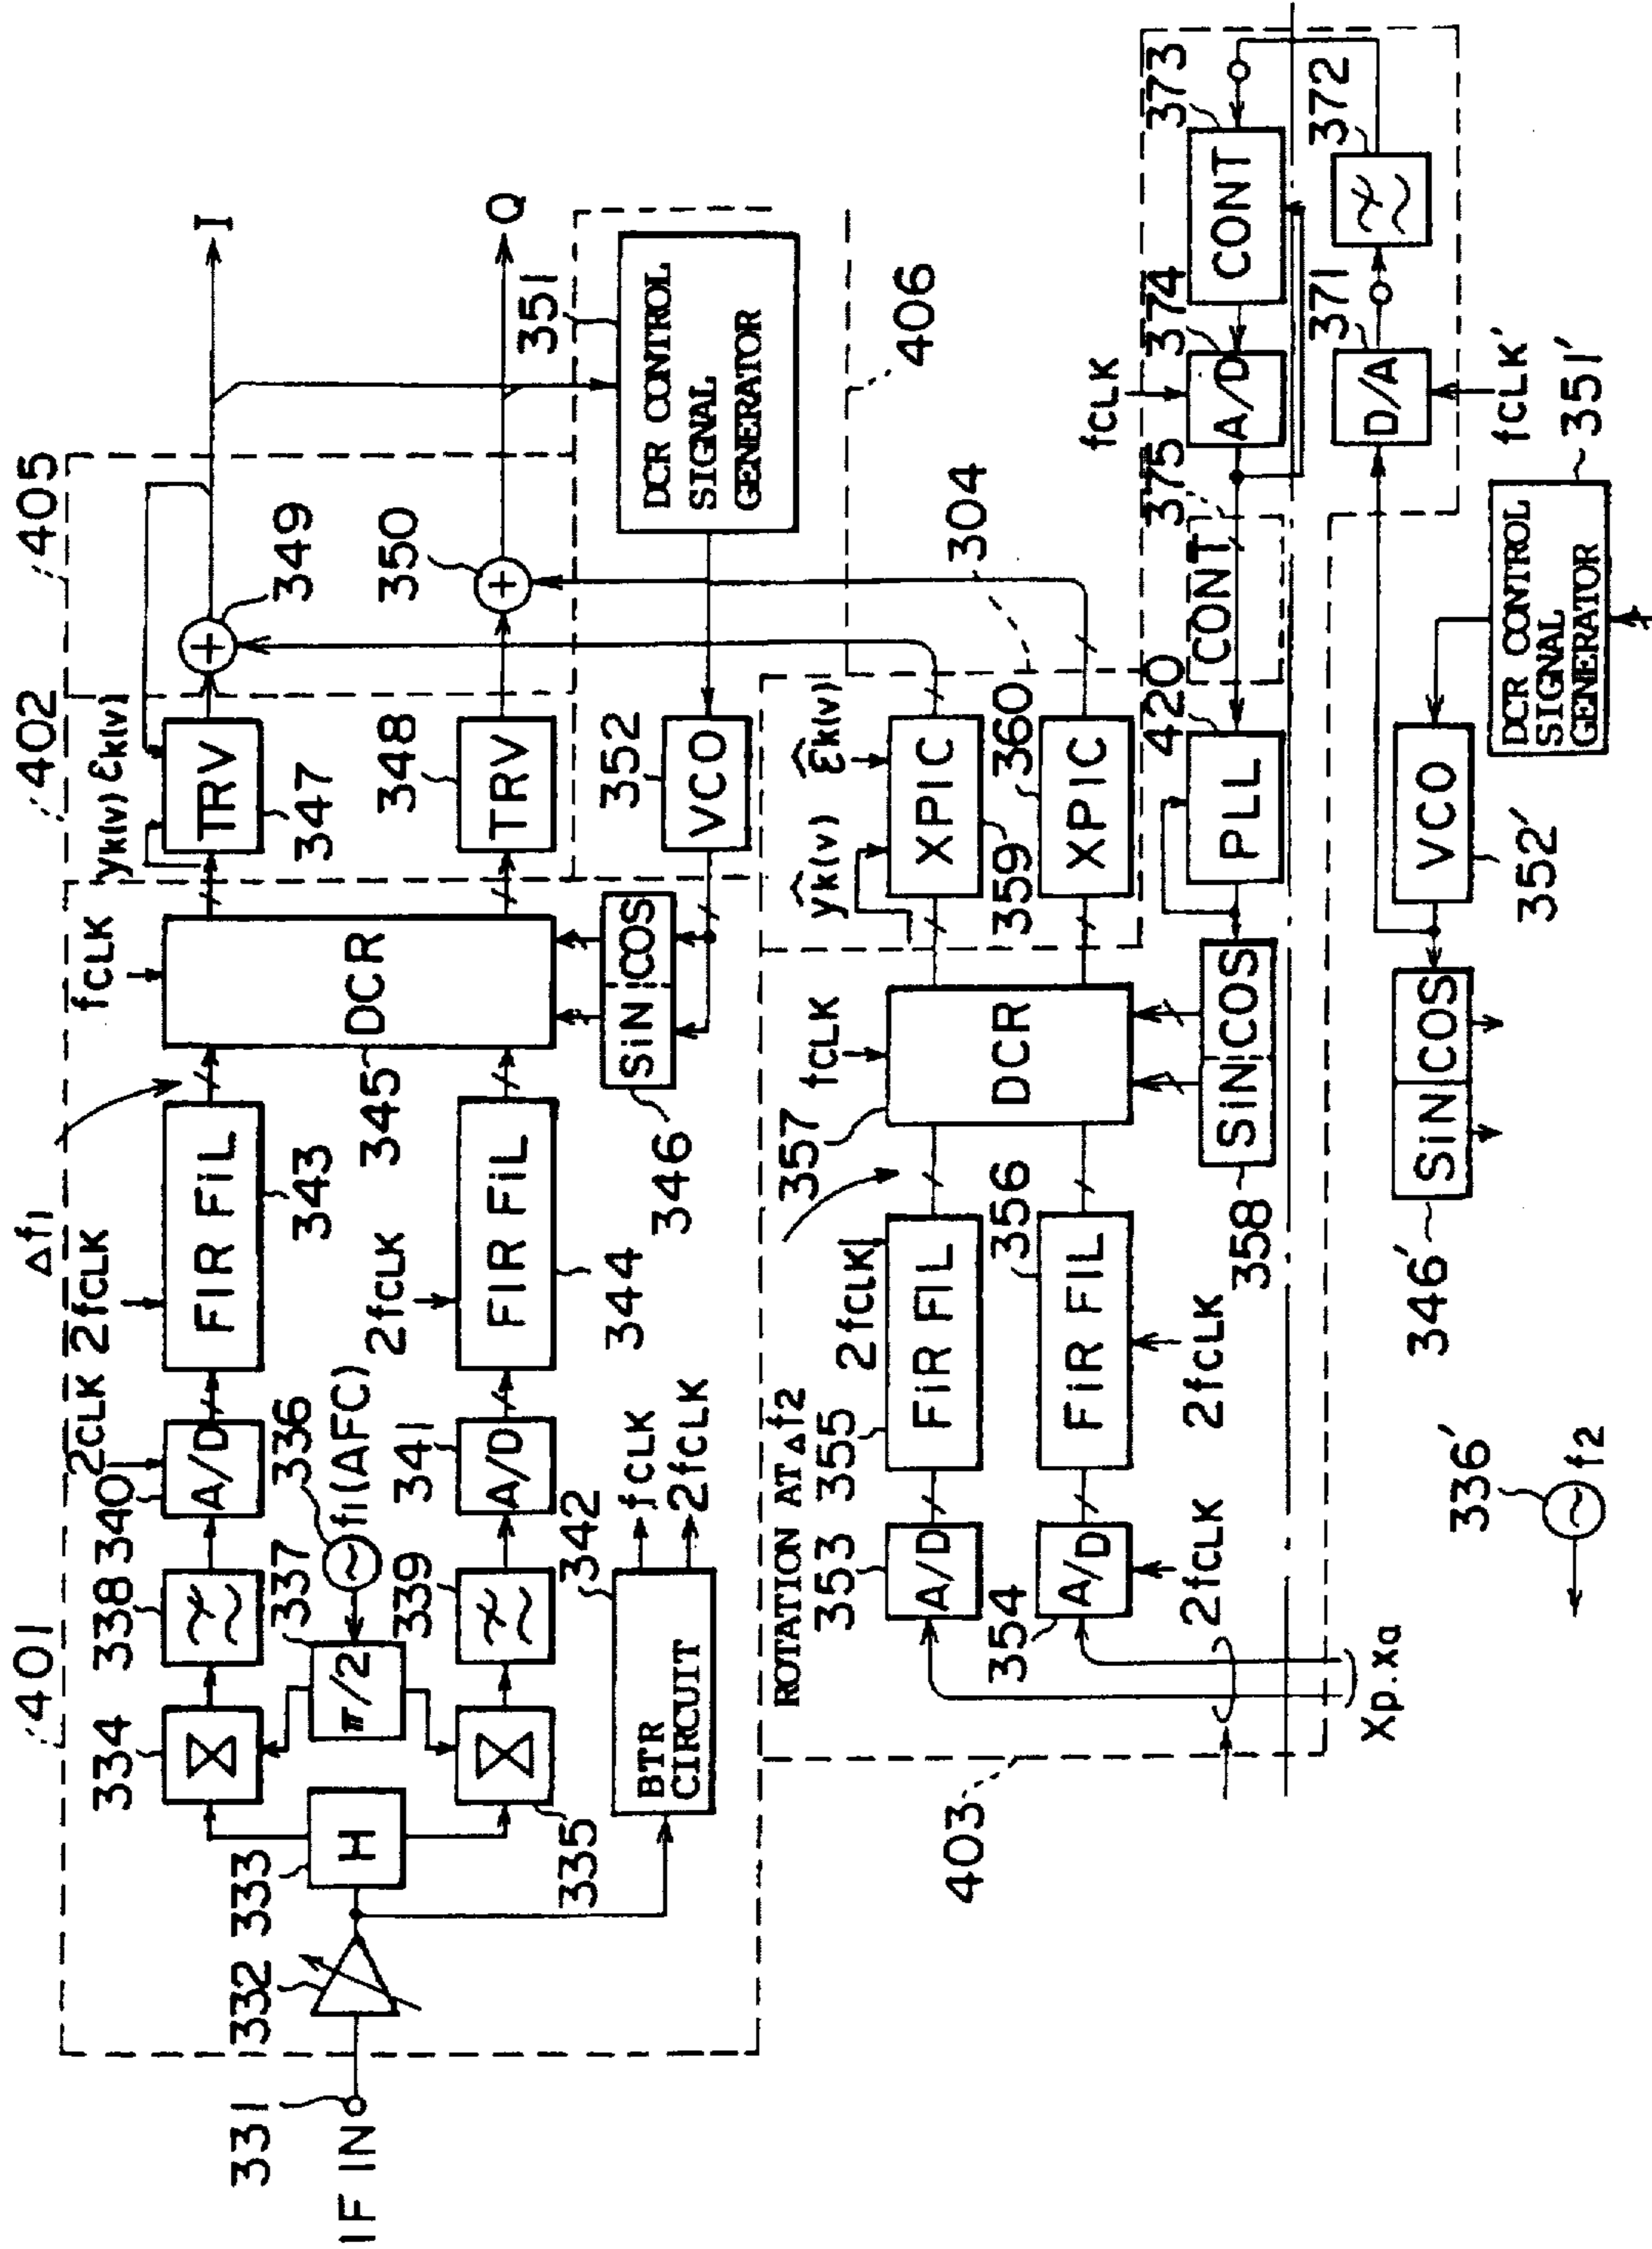 401
402
405
Δf1
331
IF IN
332
333
H
334
335
338
340
2CLK
A/D
2fCLK
FIR FiL
343
fCLK
DCR
345
yk(v)
εk(v)
TRV
347
349
I
π/2
337
336
f1(AFC)
339
341
A/D
2fCLK
FIR FIL
344
TRV
348
350
Q
BTR
CIRCUIT
342
fCLK
2fCLK
346
SiN
COS
352
VCO
351
DCR CONTROL
SIGNAL
GENERATOR
406
304
ROTATION AT Δf2
403
353
A/D
355
2fCLK
FiR FIL
357
fCLK
DCR
ŷk(v)
ε̂k(v)
XPIC
359
354
A/D
2fCLK
356
FiR FIL
2fCLK
XPIC
360
358
SiN
COS
420
PLL
CONT
375
fCLK
A/D
374
CONT
373
Xp.Xa
371
D/A
fCLK'
372
336'
f2
346'
SiN
COS
VCO
352'
DCR CONTROL
SIGNAL
GENERATOR
351'